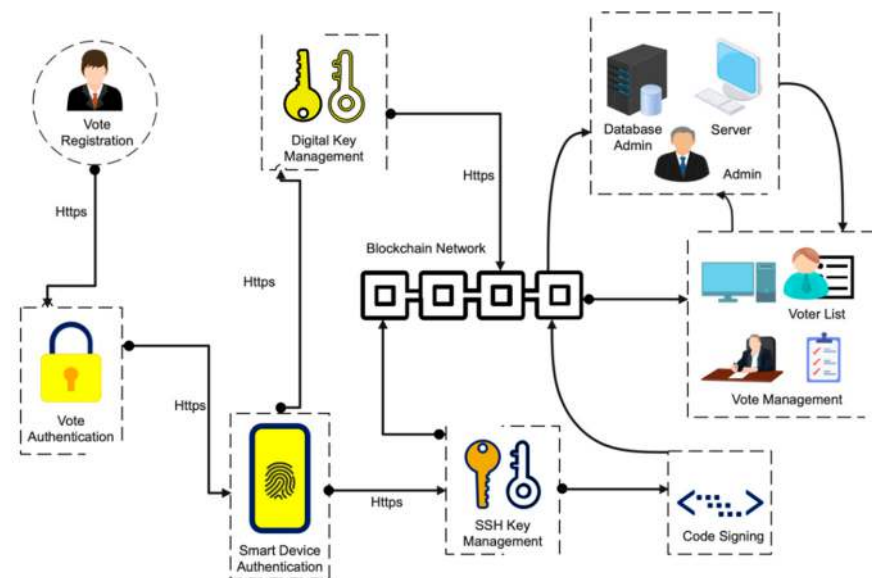 Vote
Registration
Https
Vote
Authentication
Https
Smart Device
Authentication
Https
Digital Key
Management
Https
Blockchain Network
Https
SSH Key
Management
Code Signing
Database
Admin
Server
Admin
Voter List
Vote Management